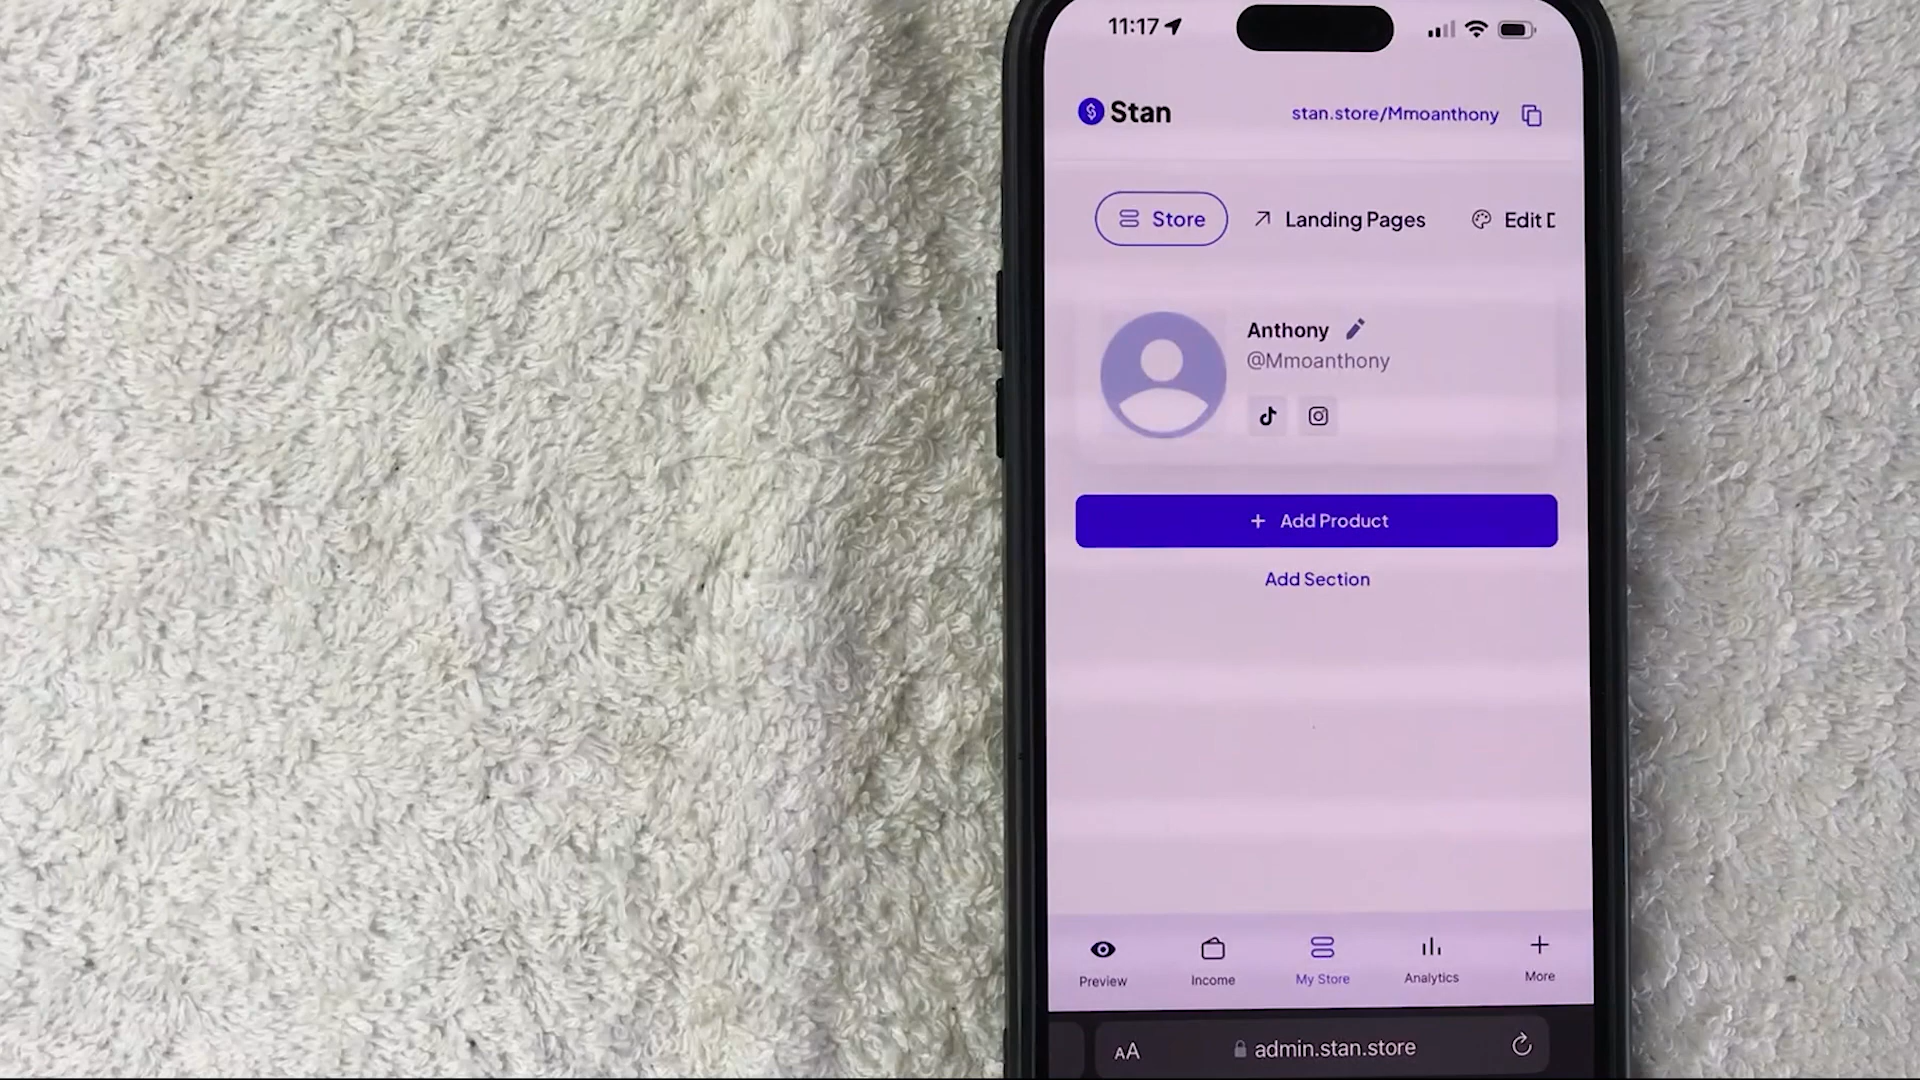 11:17
Stan
stan.store/Mmoanthony
Store
Landing Pages
Edit D
Anthony
@Mmoanthony
+ Add Product
Add Section
Preview
Income
My Store
Analytics
More
AA
admin.stan.store